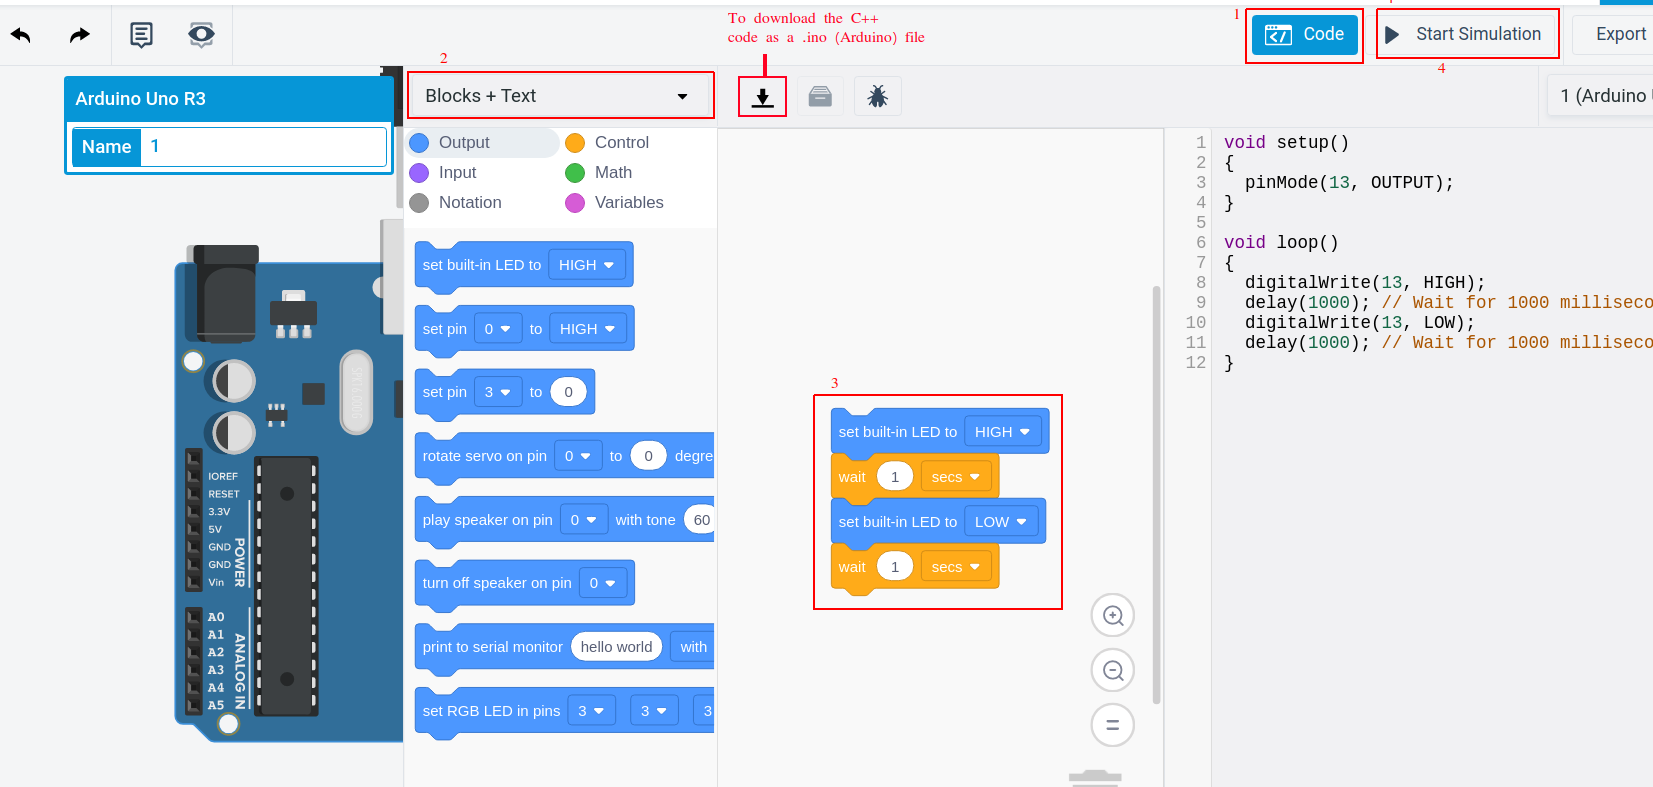 To download the C++
code as a .ino (Arduino) file
1
Code
Start Simulation
Export
4
2
Arduino Uno R3
Name 1
Blocks + Text
1 (Arduino
Output
Control
Input
Math
Notation
Variables
set built-in LED to HIGH
set pin 0 to HIGH
set pin 3 to 0
rotate servo on pin 0 to 0 degre
play speaker on pin 0 with tone 60
turn off speaker on pin 0
print to serial monitor hello world with
set RGB LED in pins 3 3 3
3
set built-in LED to HIGH
wait 1 secs
set built-in LED to LOW
wait 1 secs
1 void setup()
2 {
3 pinMode(13, OUTPUT);
4 }
5
6 void loop()
7 {
8 digitalWrite(13, HIGH);
9 delay(1000); // Wait for 1000 milliseco
10 digitalWrite(13, LOW);
11 delay(1000); // Wait for 1000 milliseco
12 }
IOREF
RESET
3.3V
5V
GND
GND
Vin
POWER
A0
A1
A2
A3
A4
A5
ANALOG IN